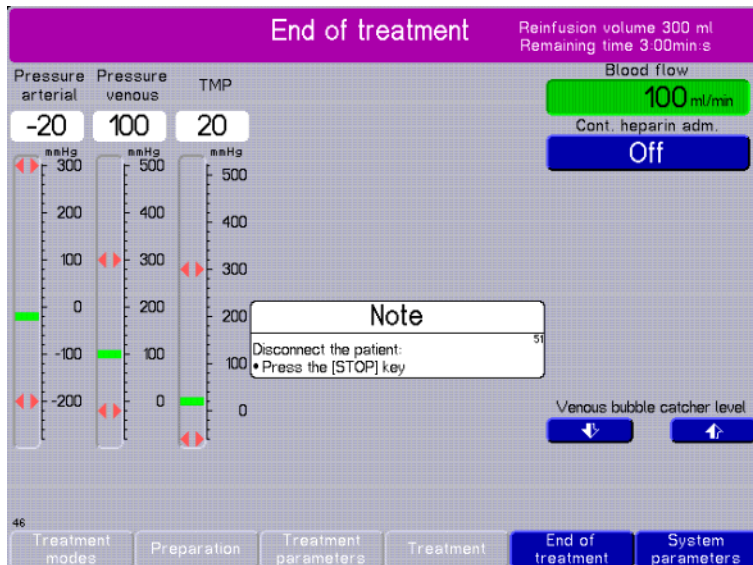 End of treatment
Reinfusion volume 300 ml
Remaining time 3:00min:s
Pressure arterial
Pressure venous
TMP
-20
100
20
mmHg
300
200
100
0
-100
-200
mmHg
500
400
300
200
100
0
mmHg
500
400
300
200
100
0
Blood flow
100 ml/min
Cont. heparin adm.
Off
Note
51
Disconnect the patient:
• Press the [STOP] key
Venous bubble catcher level
46
Treatment modes
Preparation
Treatment parameters
Treatment
End of treatment
System parameters